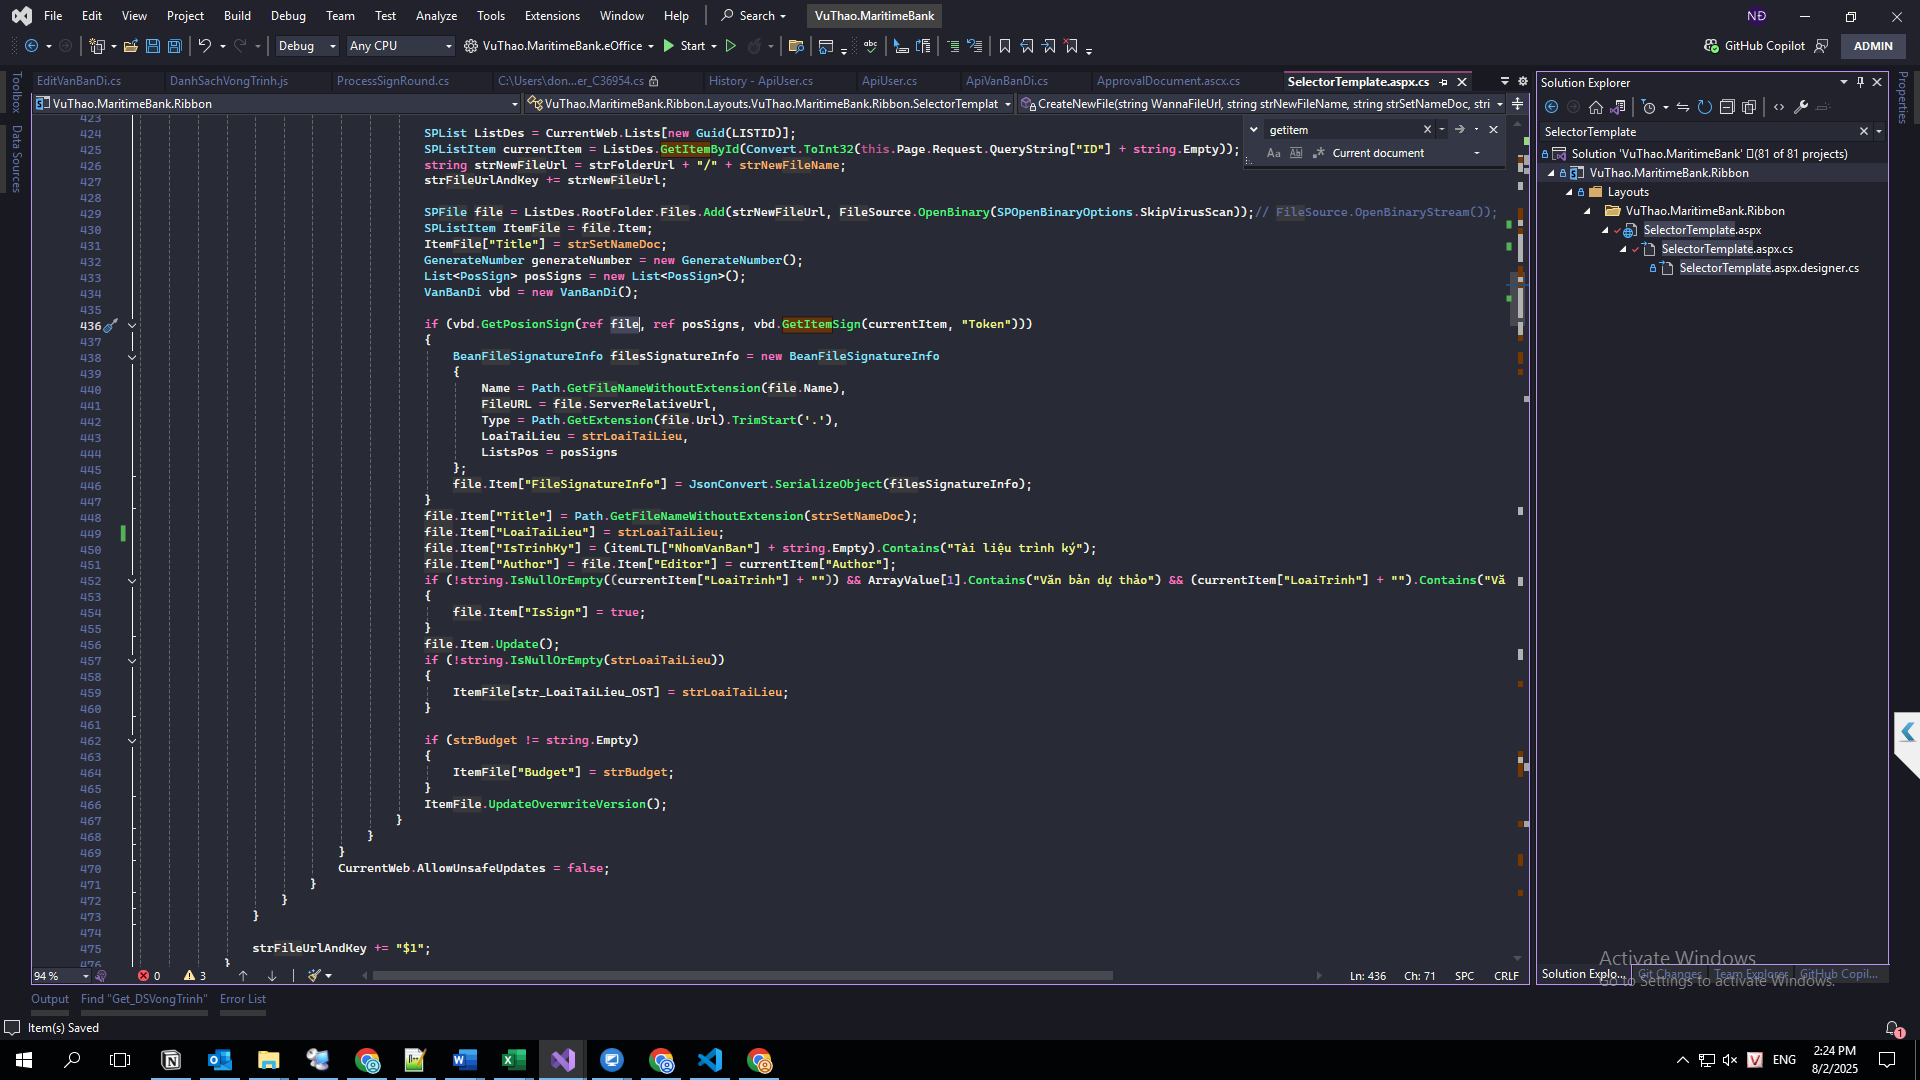 File Edit View Project Build Debug Team Test Analyze Tools Extensions Window Help Search VuThao.MaritimeBank NĐ
Debug Any CPU VuThao.MaritimeBank.eOffice Start GitHub Copilot ADMIN
EditVanBanDi.cs DanhSachVongTrinh.js ProcessSignRound.cs C:\Users\don...er_C36954.cs History - ApiUser.cs ApiUser.cs ApiVanBanDi.cs ApprovalDocument.ascx.cs SelectorTemplate.aspx.cs
VuThao.MaritimeBank.Ribbon VuThao.MaritimeBank.Ribbon.Layouts.VuThao.MaritimeBank.Ribbon.SelectorTemplat CreateNewFile(string WannaFileUrl, string strNewFileName, string strSetNameDoc, stri
Toolbox
Data Sources
getitem
Aa Ab Current document
423
424 SPList ListDes = CurrentWeb.Lists[new Guid(LISTID)];
425 SPListItem currentItem = ListDes.GetItemById(Convert.ToInt32(this.Page.Request.QueryString["ID"] + string.Empty));
426 string strNewFileUrl = strFolderUrl + "/" + strNewFileName;
427 strFileUrlAndKey += strNewFileUrl;
428
429 SPFile file = ListDes.RootFolder.Files.Add(strNewFileUrl, FileSource.OpenBinary(SPOpenBinaryOptions.SkipVirusScan));// FileSource.OpenBinaryStream());
430 SPListItem ItemFile = file.Item;
431 ItemFile["Title"] = strSetNameDoc;
432 GenerateNumber generateNumber = new GenerateNumber();
433 List<PosSign> posSigns = new List<PosSign>();
434 VanBanDi vbd = new VanBanDi();
435
436 if (vbd.GetPosionSign(ref file, ref posSigns, vbd.GetItemSign(currentItem, "Token")))
437 {
438 BeanFileSignatureInfo filesSignatureInfo = new BeanFileSignatureInfo
439 {
440 Name = Path.GetFileNameWithoutExtension(file.Name),
441 FileURL = file.ServerRelativeUrl,
442 Type = Path.GetExtension(file.Url).TrimStart('.'),
443 LoaiTaiLieu = strLoaiTaiLieu,
444 ListsPos = posSigns
445 };
446 file.Item["FileSignatureInfo"] = JsonConvert.SerializeObject(filesSignatureInfo);
447 }
448 file.Item["Title"] = Path.GetFileNameWithoutExtension(strSetNameDoc);
449 file.Item["LoaiTaiLieu"] = strLoaiTaiLieu;
450 file.Item["IsTrinhKy"] = (itemLTL["NhomVanBan"] + string.Empty).Contains("Tài liệu trình ký");
451 file.Item["Author"] = file.Item["Editor"] = currentItem["Author"];
452 if (!string.IsNullOrEmpty((currentItem["LoaiTrinh"] + "")) && ArrayValue[1].Contains("Văn bản dự thảo") && (currentItem["LoaiTrinh"] + "").Contains("Vă
453 {
454 file.Item["IsSign"] = true;
455 }
456 file.Item.Update();
457 if (!string.IsNullOrEmpty(strLoaiTaiLieu))
458 {
459 ItemFile[str_LoaiTaiLieu_OST] = strLoaiTaiLieu;
460 }
461
462 if (strBudget != string.Empty)
463 {
464 ItemFile["Budget"] = strBudget;
465 }
466 ItemFile.UpdateOverwriteVersion();
467 }
468 }
469 }
470 CurrentWeb.AllowUnsafeUpdates = false;
471 }
472 }
473 }
474
475 strFileUrlAndKey += "$1";
476 }
94 % 0 3 Ln: 436 Ch: 71 SPC CRLF
Solution Explorer
SelectorTemplate
Solution 'VuThao.MaritimeBank' (81 of 81 projects)
VuThao.MaritimeBank.Ribbon
Layouts
VuThao.MaritimeBank.Ribbon
SelectorTemplate.aspx
SelectorTemplate.aspx.cs
SelectorTemplate.aspx.designer.cs
Properties
Activate Windows
Go to Settings to activate Windows.
Solution Explo... Git Changes Team Explorer GitHub Copil...
Output Find "Get_DSVongTrinh" Error List
Item(s) Saved 1
ENG 2:24 PM
8/2/2025